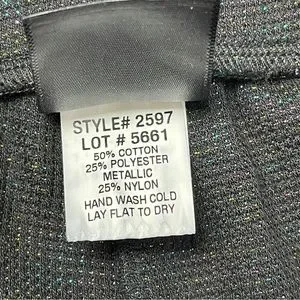 STYLE# 2597
LOT # 5661
50% COTTON
25% POLYESTER
METALLIC
25% NYLON
HAND WASH COLD
LAY FLAT TO DRY